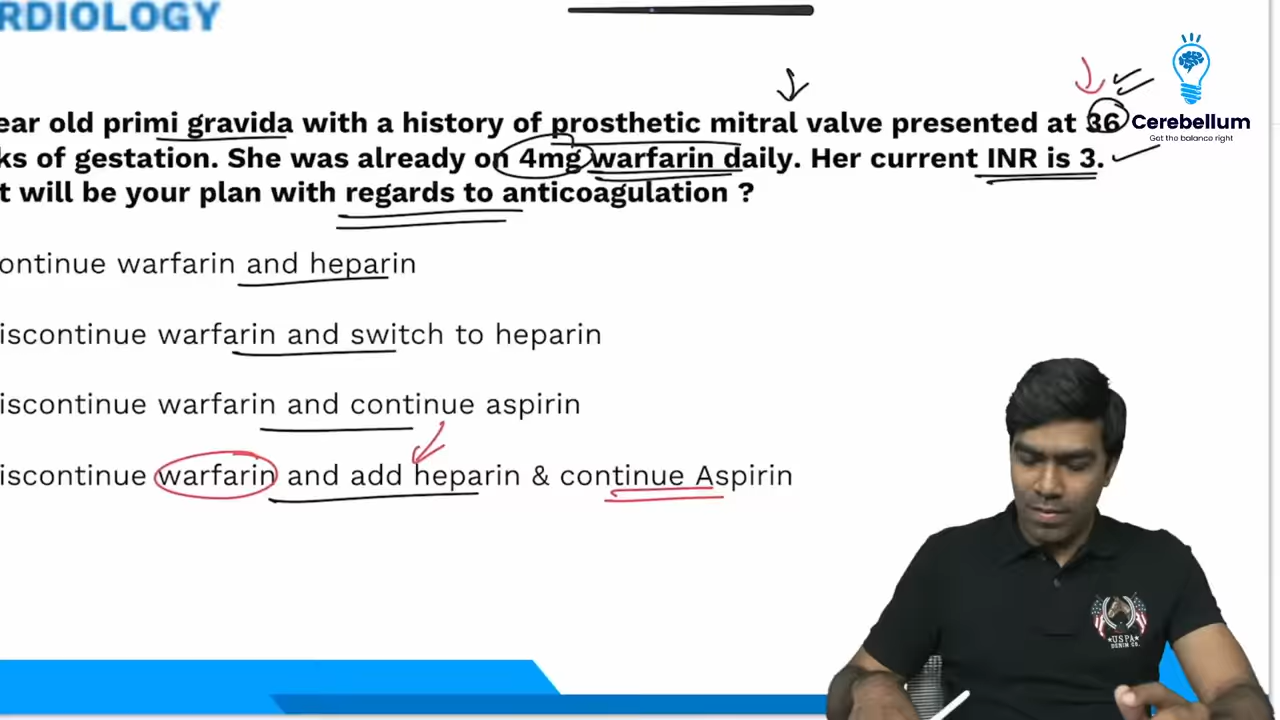 RDIOLOGY
ear old primi gravida with a history of prosthetic mitral valve presented at 36
ks of gestation. She was already on 4mg warfarin daily. Her current INR is 3.
t will be your plan with regards to anticoagulation ?
ontinue warfarin and heparin
iscontinue warfarin and switch to heparin
iscontinue warfarin and continue aspirin
iscontinue warfarin and add heparin & continue Aspirin
Cerebellum
Get the balance right
USPA
DENIM CO.